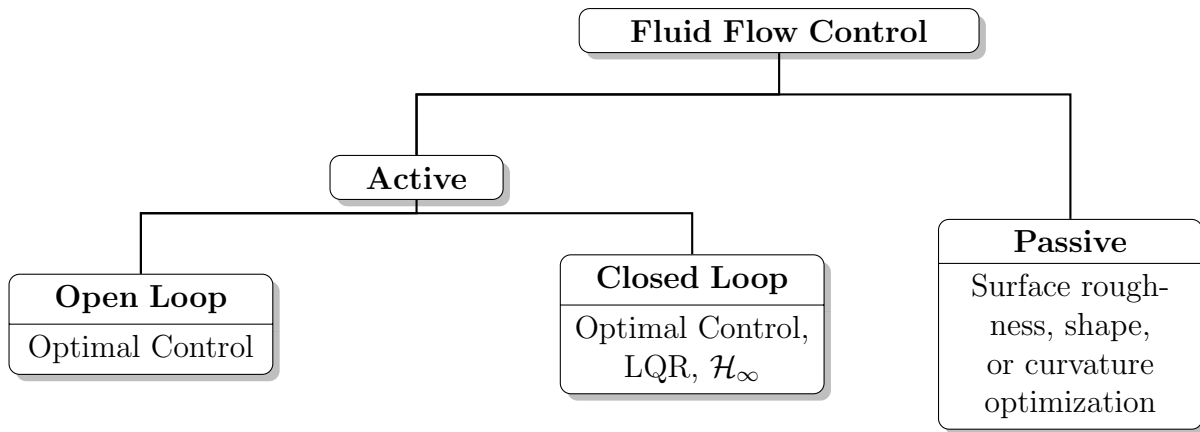 Fluid Flow Control
Active
Open Loop
Optimal Control
Closed Loop
Optimal Control,
LQR, ℋ∞
Passive
Surface rough-
ness, shape,
or curvature
optimization